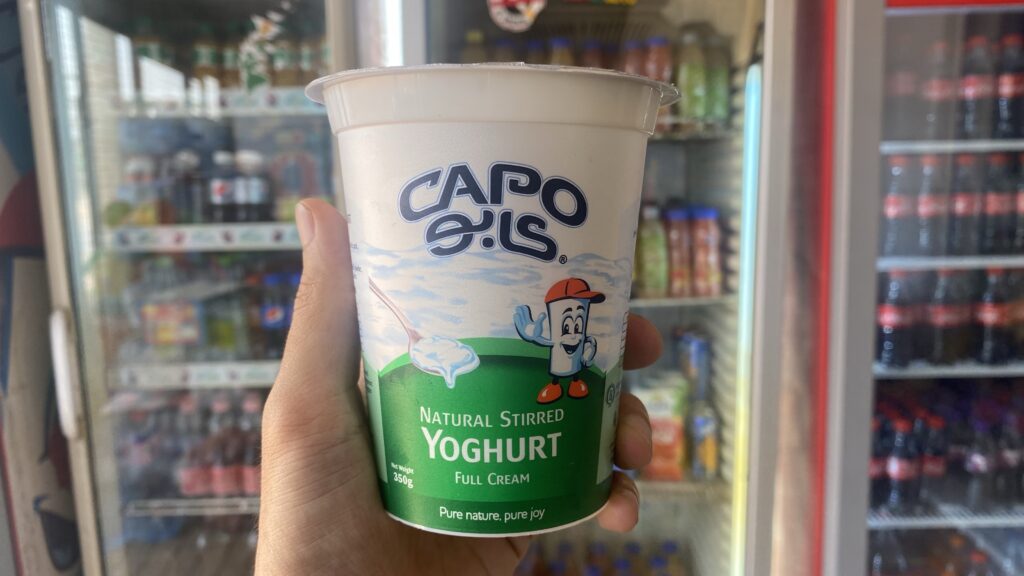 CAPO
كابو
®
NATURAL STIRRED
YOGHURT
FULL CREAM
Net Weight
350g
Pure nature, pure joy